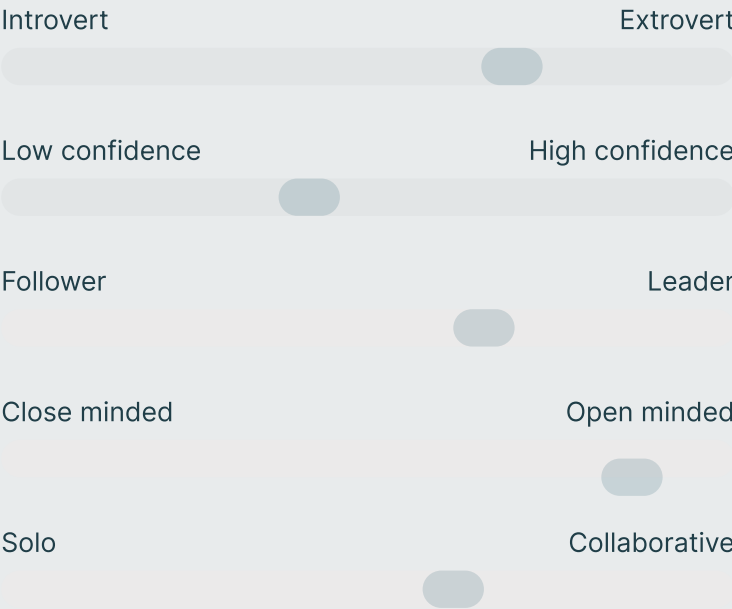 Introvert Extrovert
Low confidence High confidence
Follower Leader
Close minded Open minded
Solo Collaborative